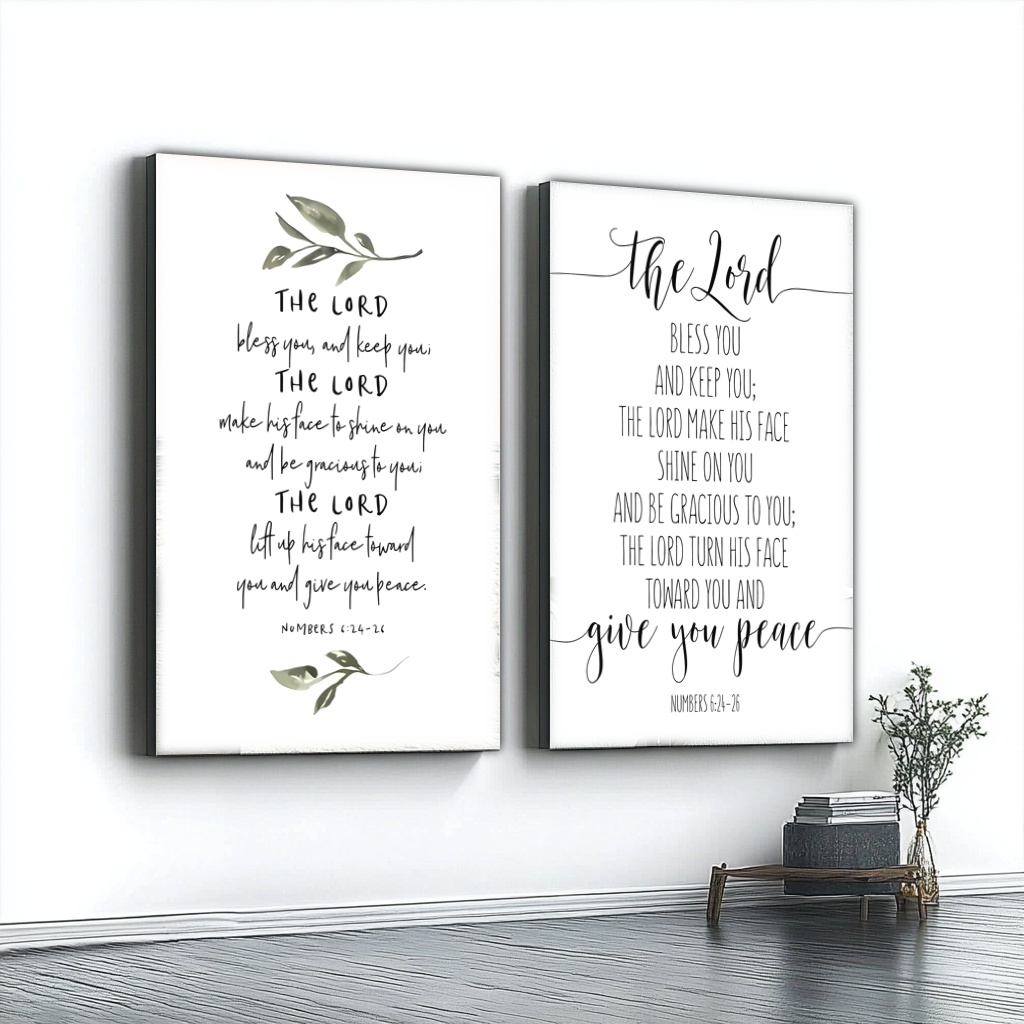 THe LORD
bless you, and keep you;
THe LORD
make his face to shine on you
and be gracious to you;
THe LORD
lift up his face toward
you and give you peace.
NUMBERS 6:24-26
the Lord
BLESS YOU
AND KEEP YOU;
THE LORD MAKE HIS FACE
SHINE ON YOU
AND BE GRACIOUS TO YOU;
THE LORD TURN HIS FACE
TOWARD YOU AND
give you peace
NUMBERS 6:24-26